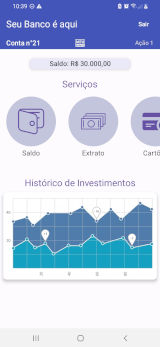 10:39
Seu Banco é aqui
Sair
Conta n°21
Ação 1
Saldo: R$ 30.000,00
Serviços
Saldo
Extrato
Cartõ
Histórico de Investimentos